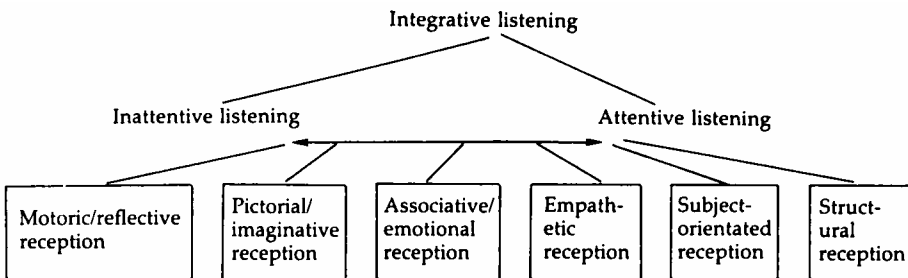 Integrative listening
Inattentive listening
Attentive listening
Motoric/reflective
reception
Pictorial/
imaginative
reception
Associative/
emotional
reception
Empath-
etic
reception
Subject-
orientated
reception
Struct-
ural
reception